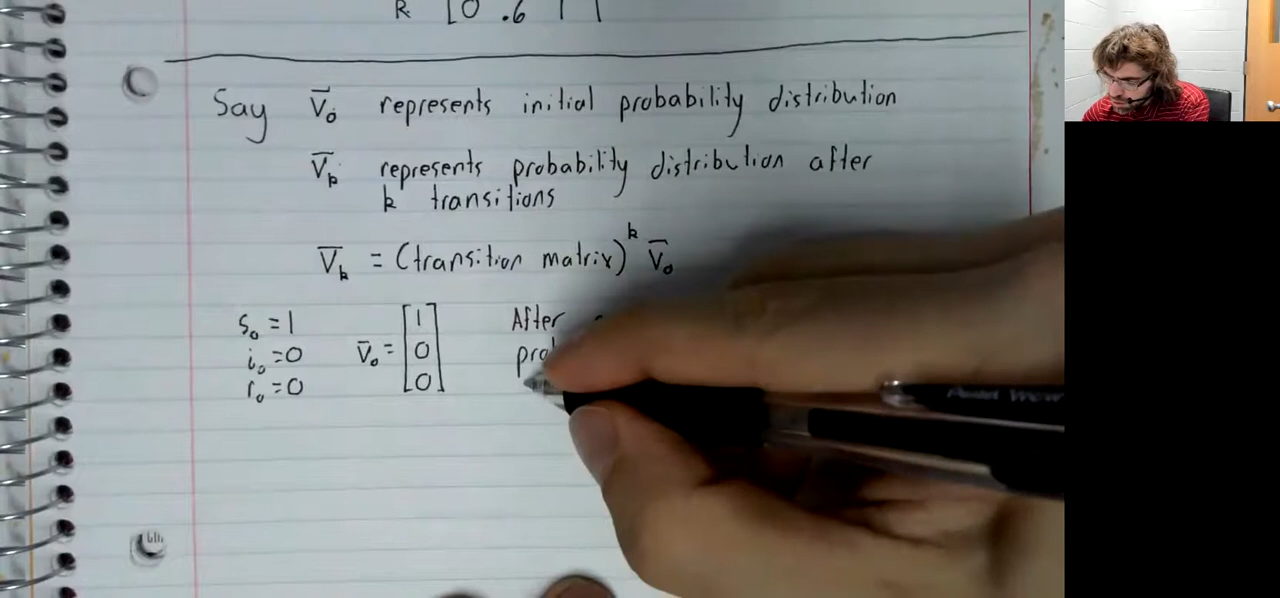 R [0 .6 1]
Say v̄₀ represents initial probability distribution
v̄ₖ represents probability distribution after
k transitions
v̄ₖ = (transition matrix)ᵏ v̄₀
s₀ = 1
i₀ = 0
r₀ = 0
v̄₀ = [1
0
0]
After
Pentel